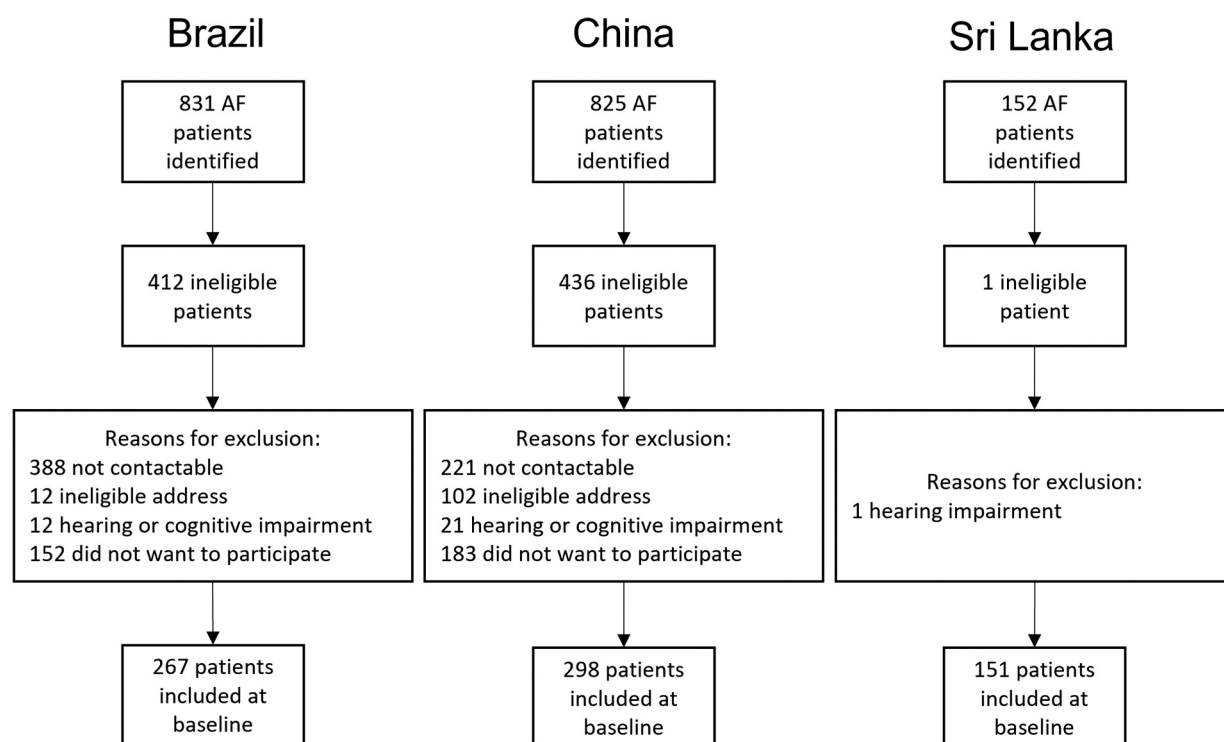 Brazil
831 AF
patients
identified
412 ineligible
patients
Reasons for exclusion:
388 not contactable
12 ineligible address
12 hearing or cognitive impairment
152 did not want to participate
267 patients
included at
baseline
China
825 AF
patients
identified
436 ineligible
patients
Reasons for exclusion:
221 not contactable
102 ineligible address
21 hearing or cognitive impairment
183 did not want to participate
298 patients
included at
baseline
Sri Lanka
152 AF
patients
identified
1 ineligible
patient
Reasons for exclusion:
1 hearing impairment
151 patients
included at
baseline